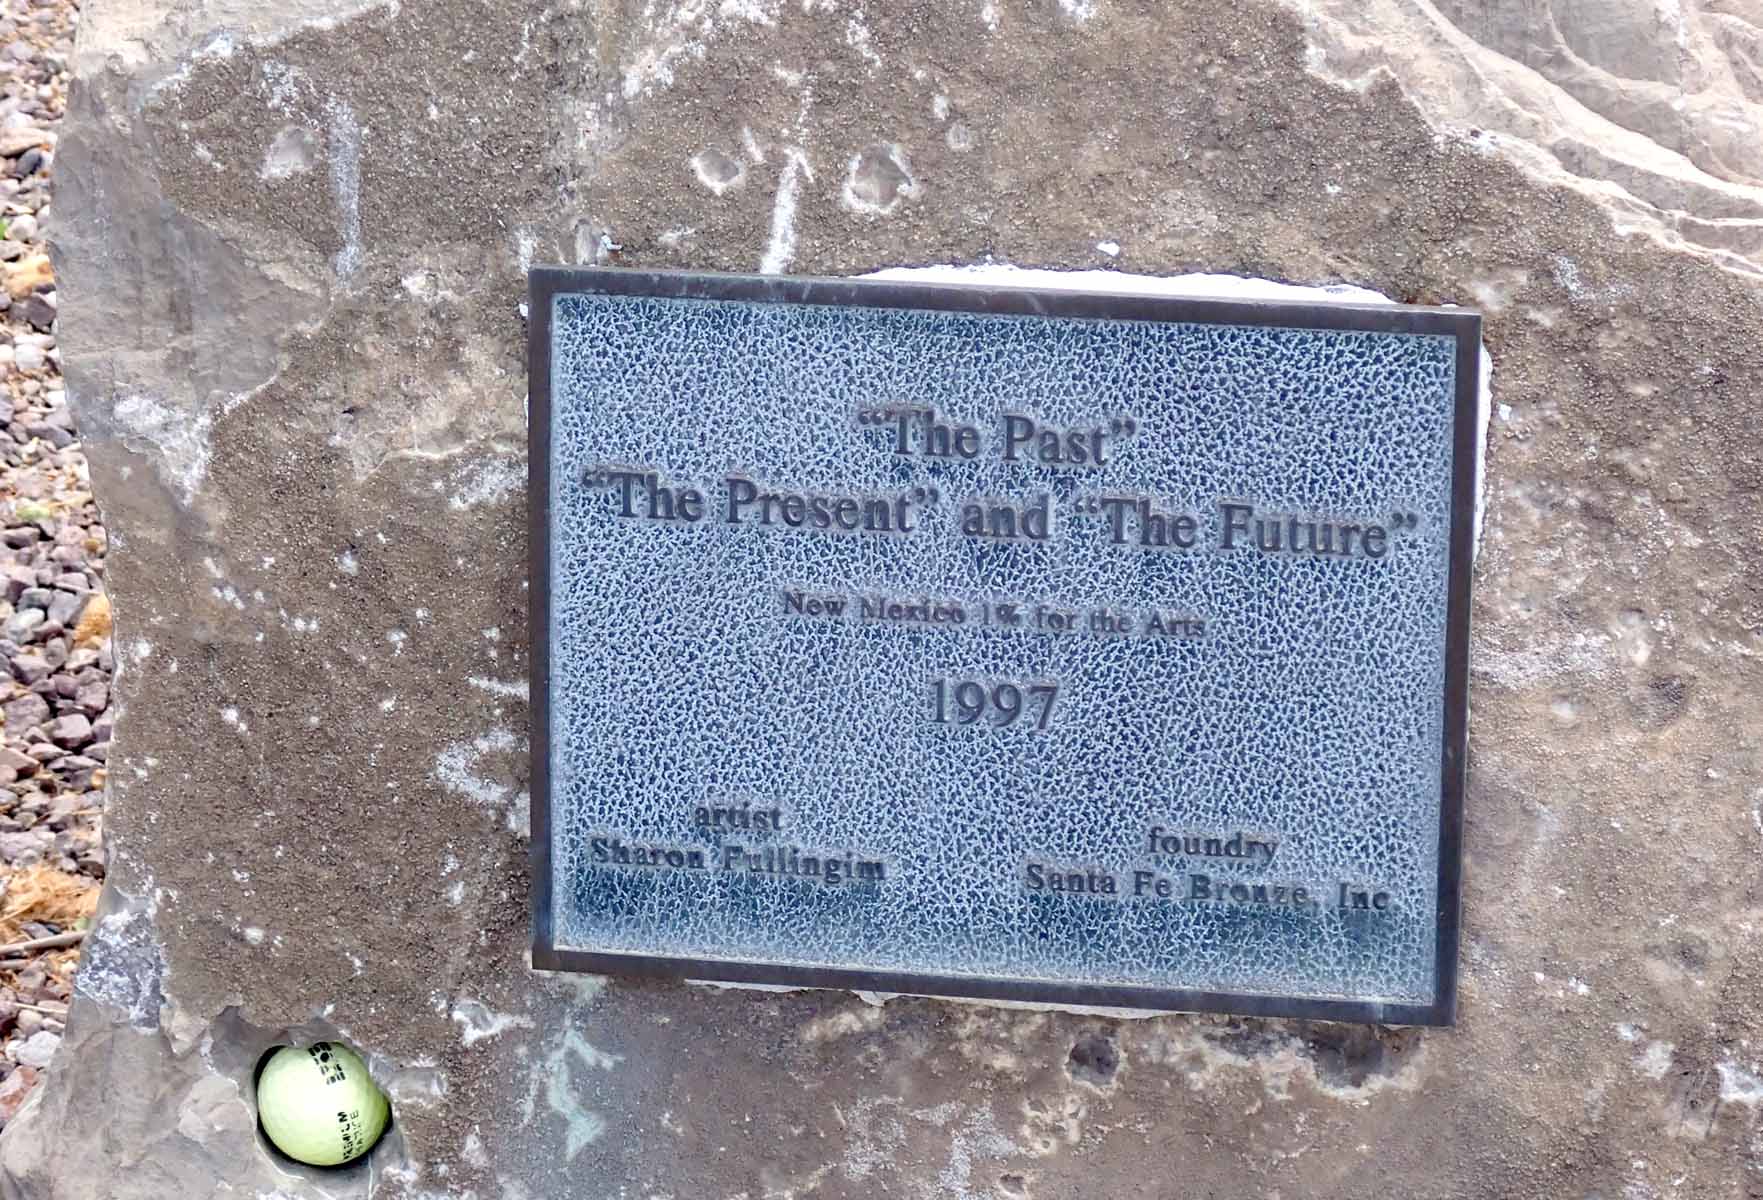 “The Past”
“The Present” and “The Future”
New Mexico 1% for the Arts
1997
artist
Sharon Fullingim
foundry
Santa Fe Bronze, Inc